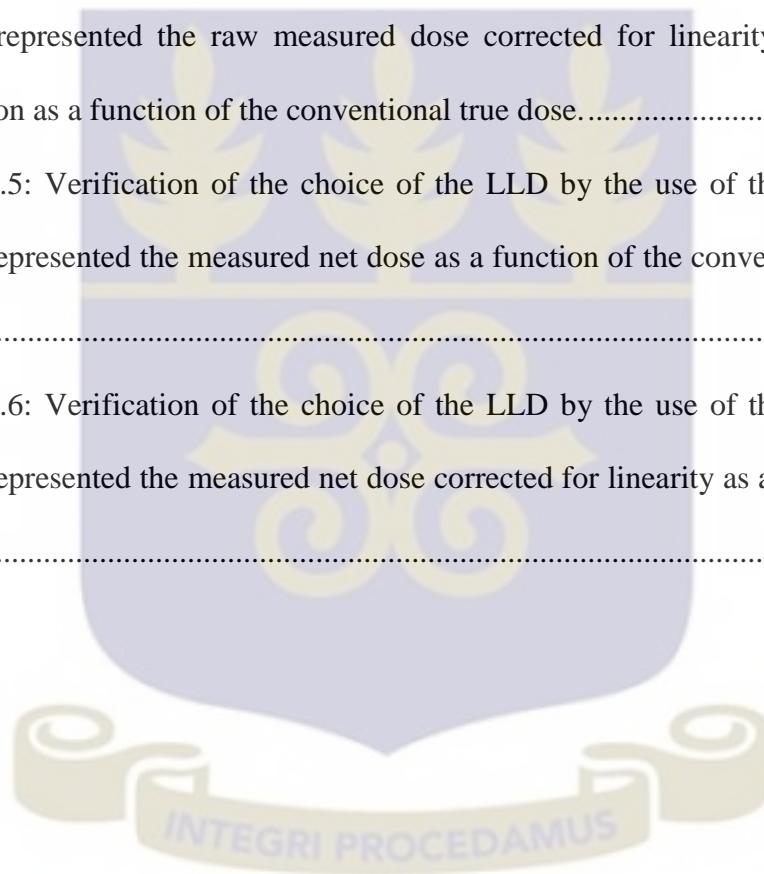 represented the raw measured dose corrected for linearity
on as a function of the conventional true dose.......................
.5: Verification of the choice of the LLD by the use of th
epresented the measured net dose as a function of the conve
................................................................................................
.6: Verification of the choice of the LLD by the use of th
epresented the measured net dose corrected for linearity as a
................................................................................................
INTEGRI PROCEDAMUS